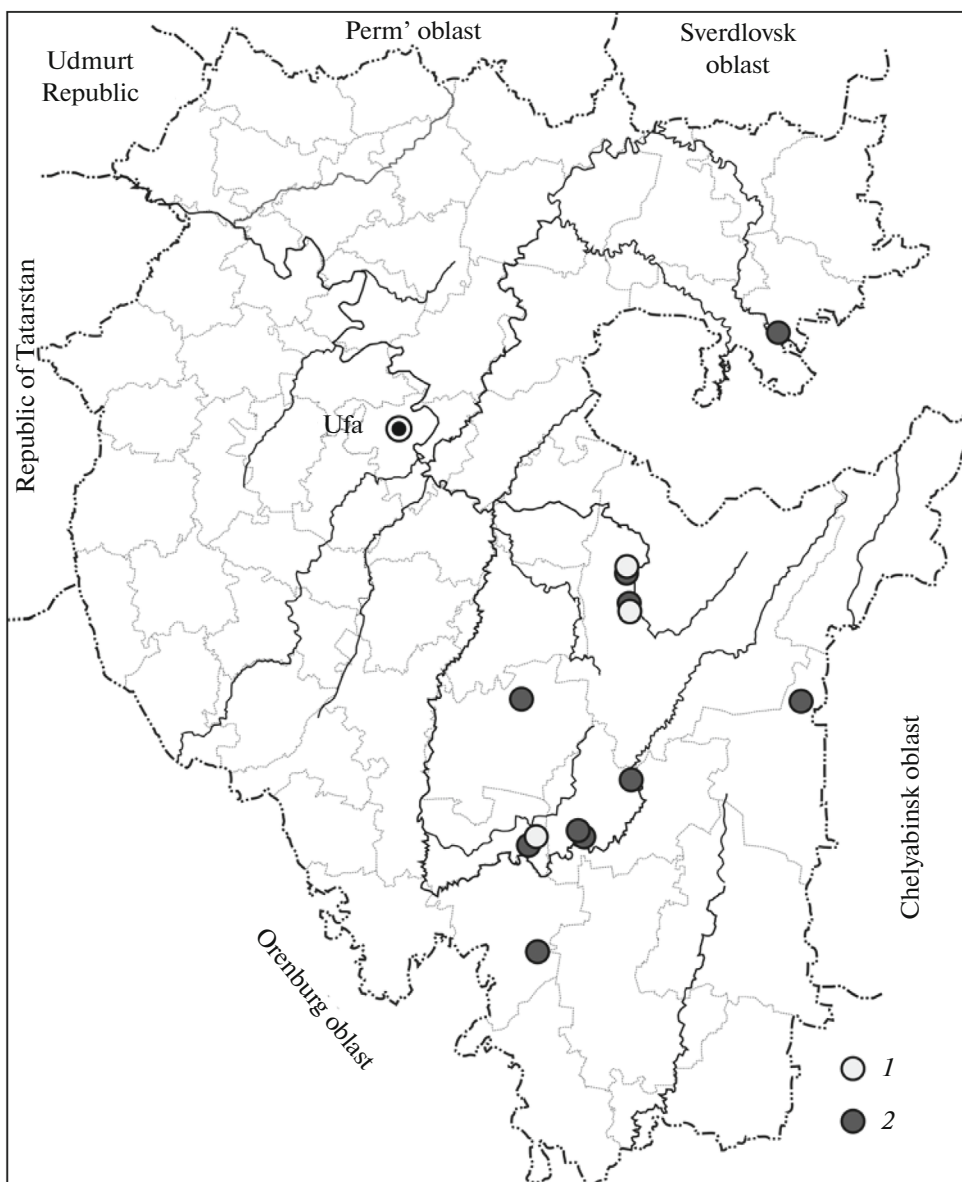 Perm’ oblast
Sverdlovsk
oblast
Udmurt
Republic
Republic of Tatarstan
Ufa
Chelyabinsk oblast
Orenburg oblast
1
2